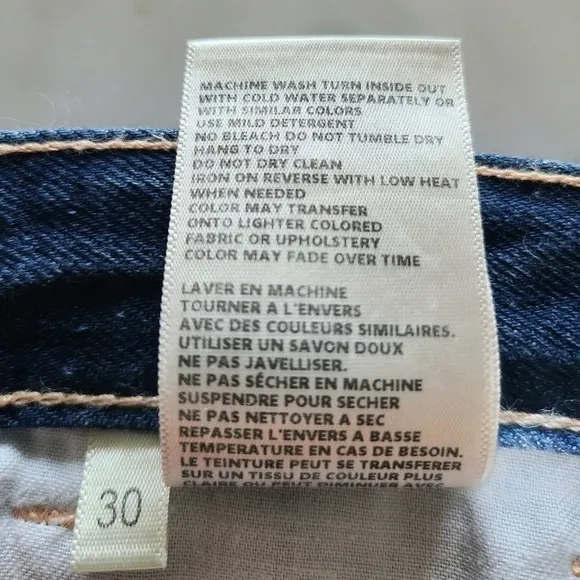 MACHINE WASH TURN INSIDE OUT
WITH COLD WATER SEPARATELY OR
WITH SIMILAR COLORS
USE MILD DETERGENT
NO BLEACH DO NOT TUMBLE DRY
HANG TO DRY
DO NOT DRY CLEAN
IRON ON REVERSE WITH LOW HEAT
WHEN NEEDED
COLOR MAY TRANSFER
ONTO LIGHTER COLORED
FABRIC OR UPHOLSTERY
COLOR MAY FADE OVER TIME
LAVER EN MACHINE
TOURNER A L'ENVERS
AVEC DES COULEURS SIMILAIRES.
UTILISER UN SAVON DOUX
NE PAS JAVELLISER.
NE PAS SÉCHER EN MACHINE
SUSPENDRE POUR SECHER
NE PAS NETTOYER A SEC
REPASSER L'ENVERS A BASSE
TEMPERATURE EN CAS DE BESOIN.
LE TEINTURE PEUT SE TRANSFERER
SUR UN TISSU DE COULEUR PLUS
CLAIRE OU PEUT DIMINUER AVEC
30